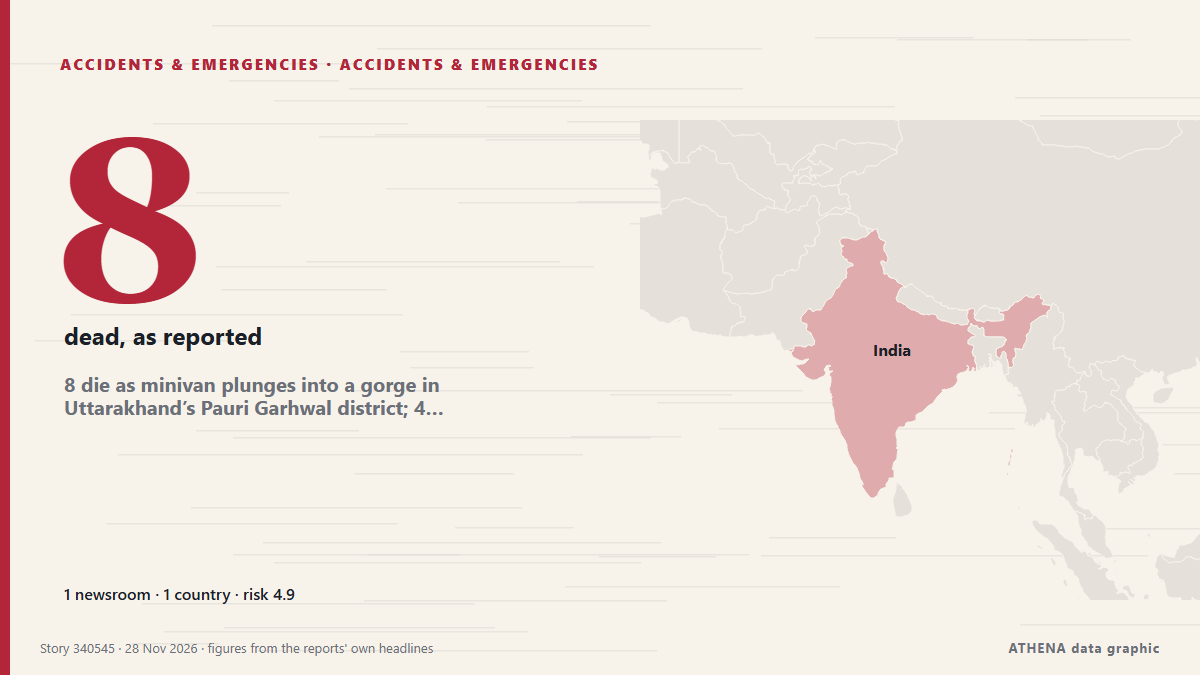 ACCIDENTS & EMERGENCIES · ACCIDENTS & EMERGENCIES
8
dead, as reported
8 die as minivan plunges into a gorge in
Uttarakhand’s Pauri Garhwal district; 4…
India
1 newsroom · 1 country · risk 4.9
Story 340545 · 28 Nov 2026 · figures from the reports' own headlines
ATHENA data graphic